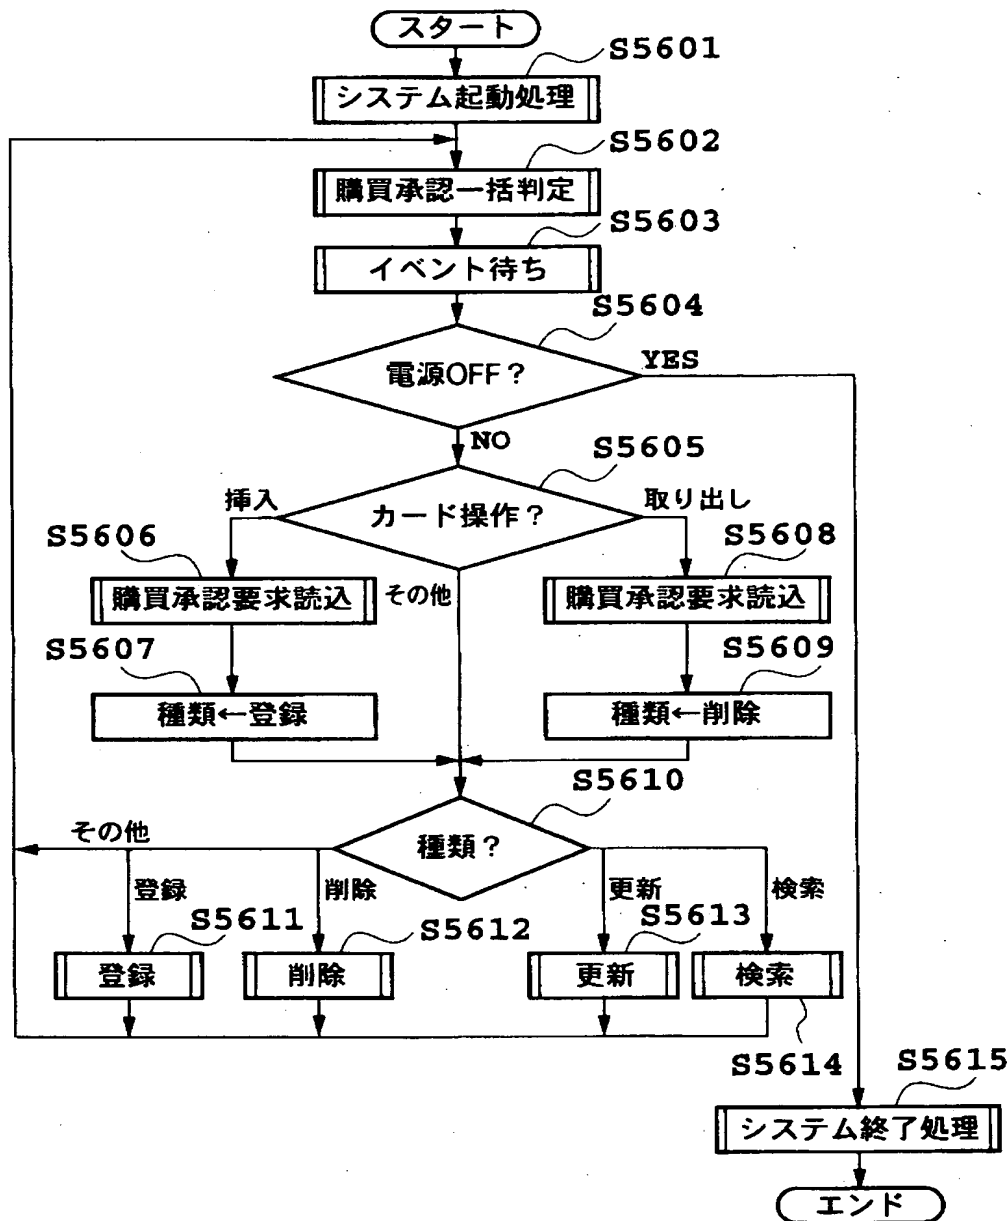 スタート
S5601
システム起動処理
S5602
購買承認一括判定
S5603
イベント待ち
S5604
電源OFF?
YES
NO
S5605
カード操作?
挿入
取り出し
その他
S5606
購買承認要求読込
S5608
購買承認要求読込
S5607
種類←登録
S5609
種類←削除
S5610
種類?
その他
登録
削除
更新
検索
S5611
登録
S5612
削除
S5613
更新
検索
S5614
S5615
システム終了処理
エンド